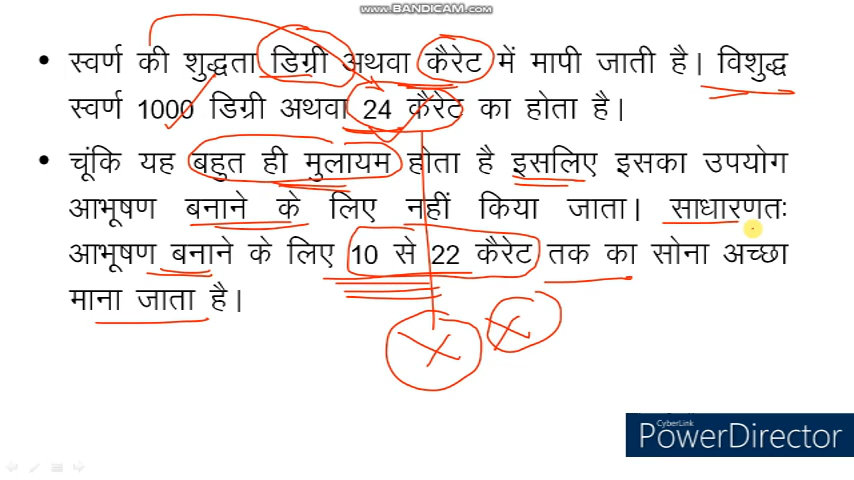 WWW.BANDICAM.COM
• स्वर्ण की शुद्धता डिग्री अथवा कैरेट में मापी जाती है। विशुद्ध
स्वर्ण 1000 डिग्री अथवा 24 कैरेट का होता है।
• चूंकि यह बहुत ही मुलायम होता है इसलिए इसका उपयोग
आभूषण बनाने के लिए नहीं किया जाता। साधारणतः
आभूषण बनाने के लिए 10 से 22 कैरेट तक का सोना अच्छा
माना जाता है।
CyberLink
PowerDirector